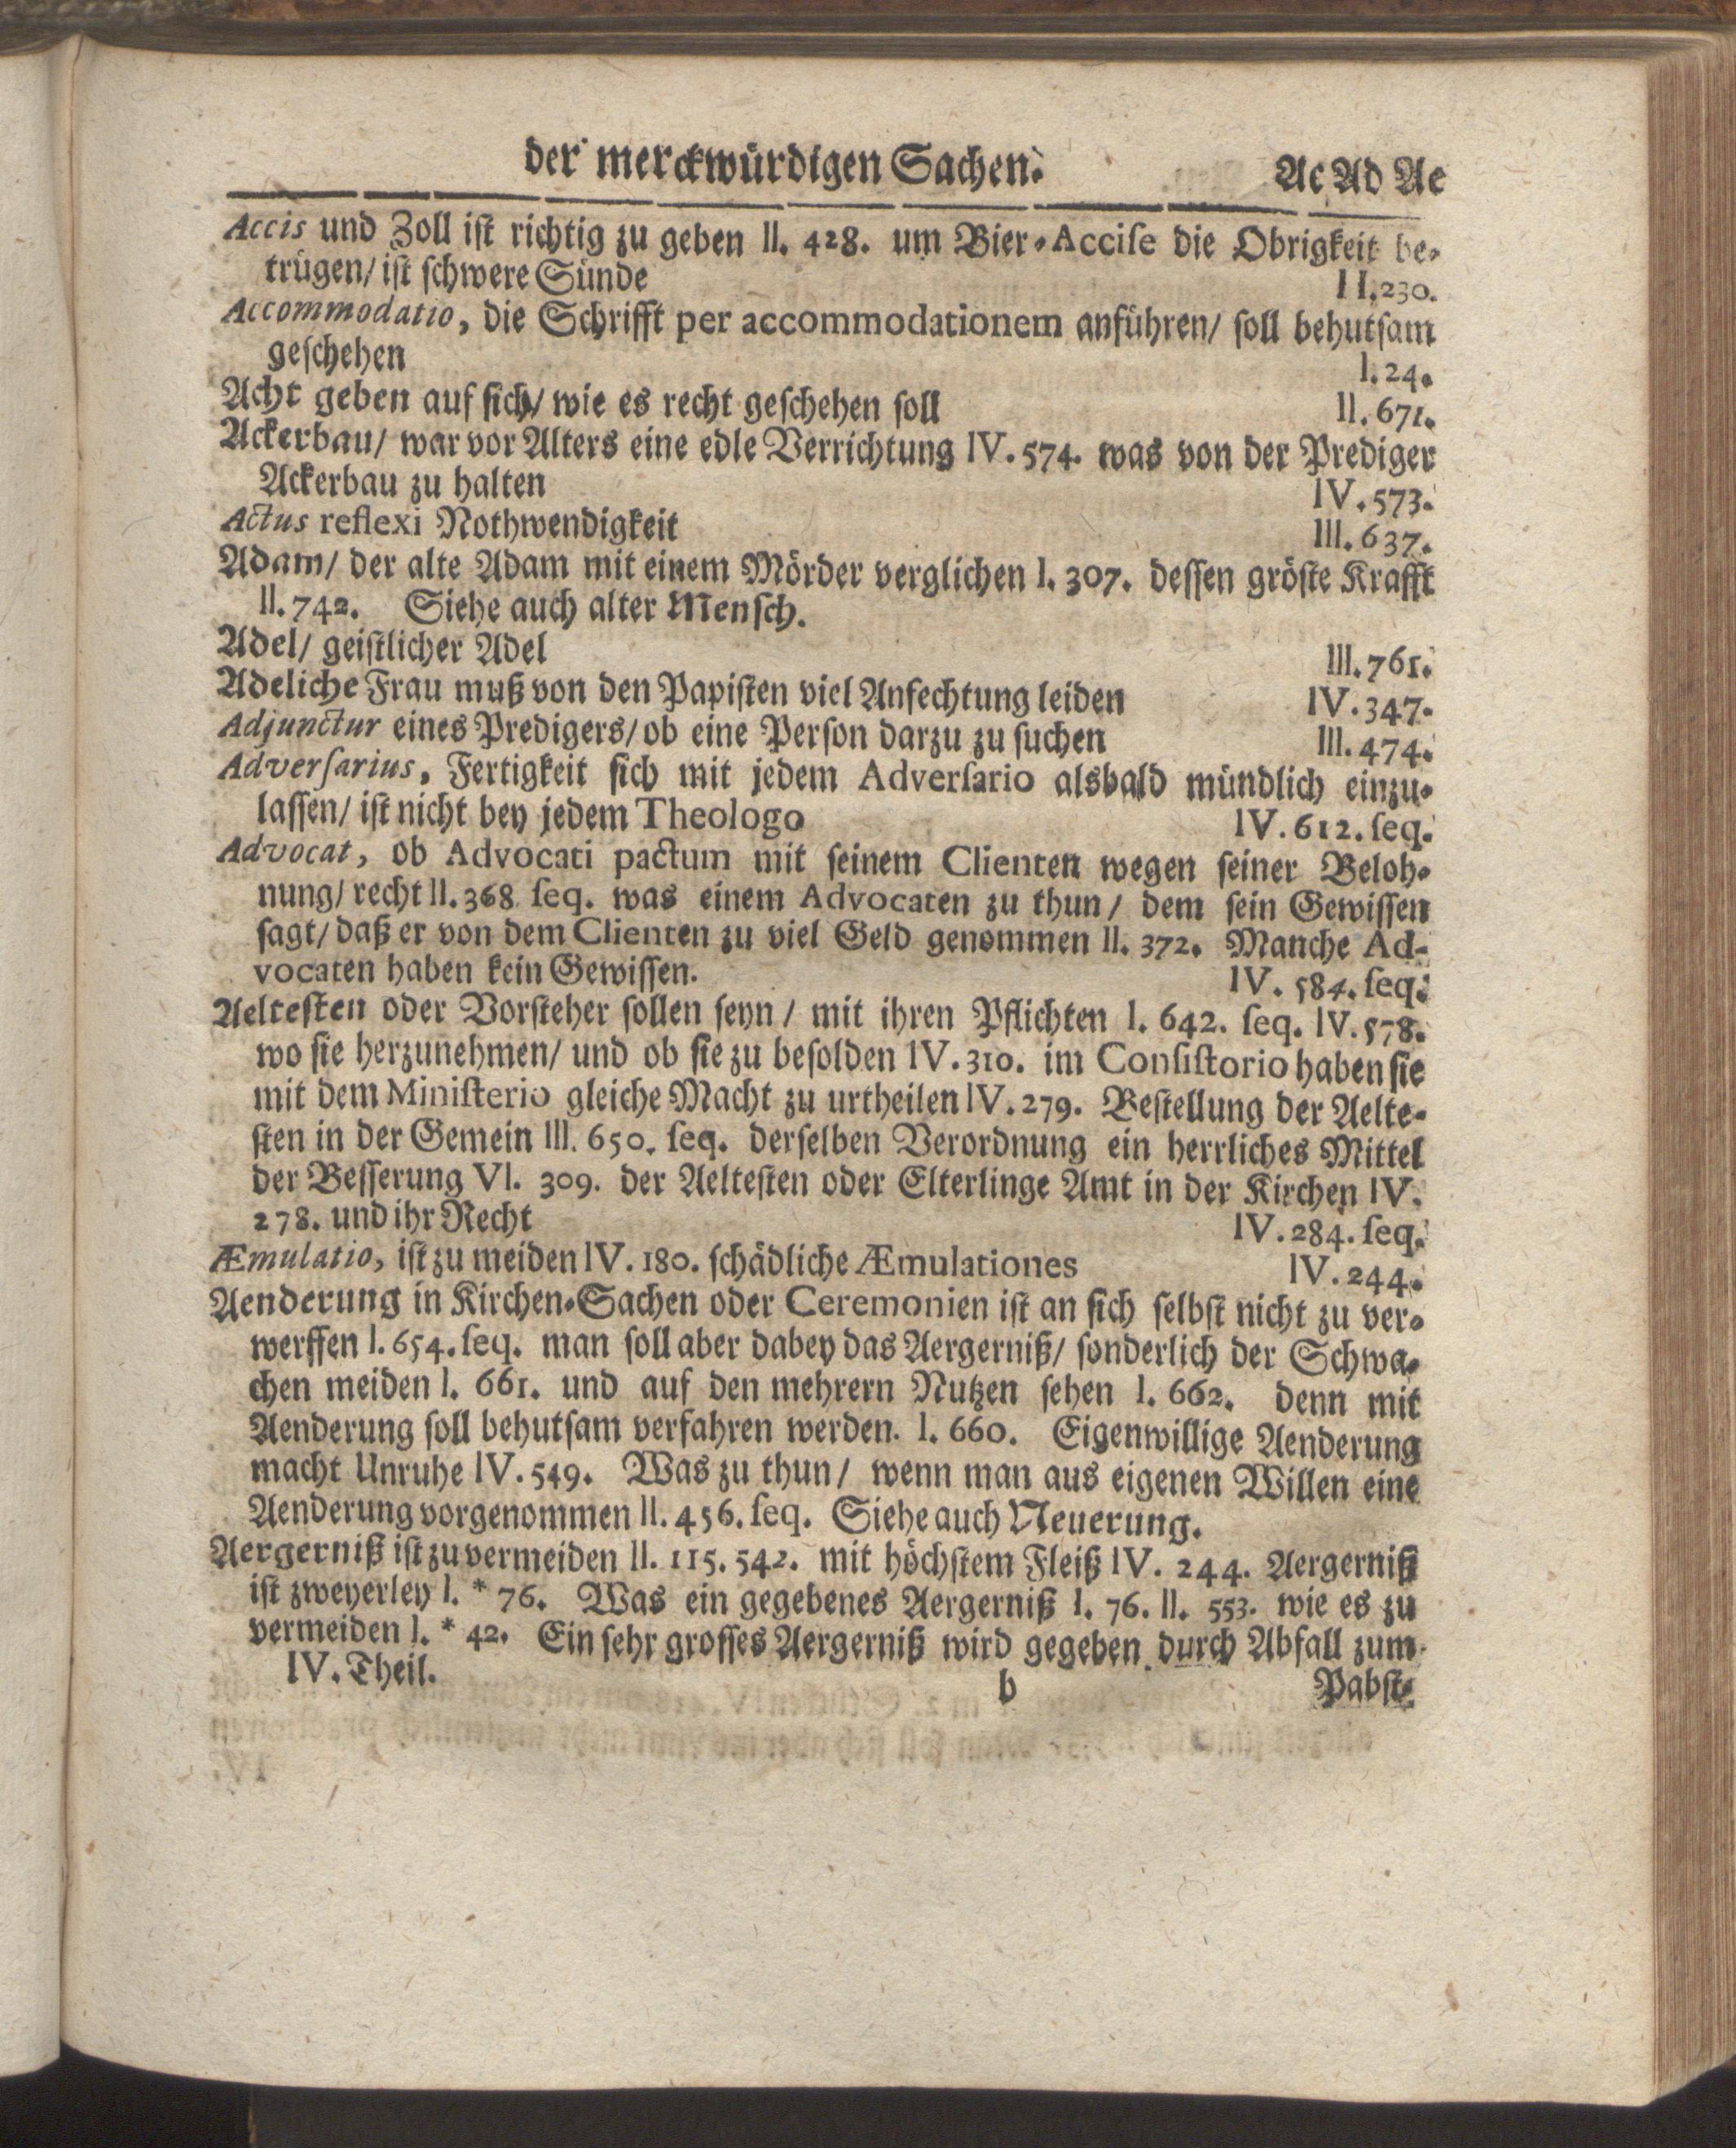 der merckwürdigen Sachen. Ac Ad Ae
Accis und Zoll ist richtig zu geben II. 428. um Bier-Accise die Obrigkeit be-
trügen/ ist schwere Sünde II. 230.
Accommodatio, die Schrifft per accommodationem anführen/ soll behutsam
geschehen I. 24.
Acht geben auf sich/ wie es recht geschehen soll II. 671.
Ackerbau/ war vor Alters eine edle Verrichtung IV. 574. was von der Prediger
Ackerbau zu halten IV. 573.
Actus reflexi Nothwendigkeit III. 637.
Adam/ der alte Adam mit einem Mörder verglichen I. 307. dessen gröste Krafft
II. 742. Siehe auch alter Mensch.
Adel/ geistlicher Adel III. 761.
Adeliche Frau muß von den Papisten viel Anfechtung leiden IV. 347.
Adjunctur eines Predigers/ ob eine Person darzu zu suchen III. 474.
Adversarius, Fertigkeit sich mit jedem Adversario alsbald mündlich einzu-
lassen/ ist nicht bey jedem Theologo IV. 612. seq.
Advocat, ob Advocati pactum mit seinem Clienten wegen seiner Beloh-
nung/ recht II. 368 seq. was einem Advocaten zu thun/ dem sein Gewissen
sagt/ daß er von dem Clienten zu viel Geld genommen II. 372. Manche Ad-
vocaten haben kein Gewissen. IV. 584. seq.
Aeltesten oder Vorsteher sollen seyn/ mit ihren Pflichten I. 642. seq. IV. 578.
wo sie herzunehmen/ und ob sie zu besolden IV. 310. im Consistorio haben sie
mit dem Ministerio gleiche Macht zu urtheilen IV. 279. Bestellung der Aelte-
sten in der Gemein III. 650. seq. derselben Verordnung ein herrliches Mittel
der Besserung VI. 309. der Aeltesten oder Elterlinge Amt in der Kirchen IV.
278. und ihr Recht IV. 284. seq.
Æmulatio, ist zu meiden IV. 180. schädliche Æmulationes IV. 244.
Aenderung in Kirchen-Sachen oder Ceremonien ist an sich selbst nicht zu ver-
werffen I. 654. seq. man soll aber dabey das Aergerniß/ sonderlich der Schwa-
chen meiden I. 661. und auf den mehrern Nutzen sehen I. 662. denn mit
Aenderung soll behutsam verfahren werden. I. 660. Eigenwillige Aenderung
macht Unruhe IV. 549. Was zu thun/ wenn man aus eigenen Willen eine
Aenderung vorgenommen II. 456. seq. Siehe auch Neuerung.
Aergerniß ist zu vermeiden II. 115. 542. mit höchstem Fleiß IV. 244. Aergerniß
ist zweyerley I. * 76. Was ein gegebenes Aergerniß I. 76. II. 553. wie es zu
vermeiden I. * 42. Ein sehr grosses Aergerniß wird gegeben durch Abfall zum
IV. Theil. b Pabst-